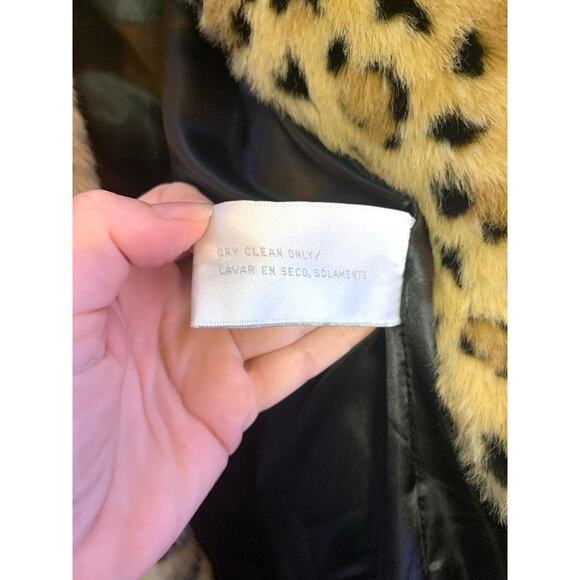 DRY CLEAN ONLY/
LAVAR EN SECO, SOLAMENTE